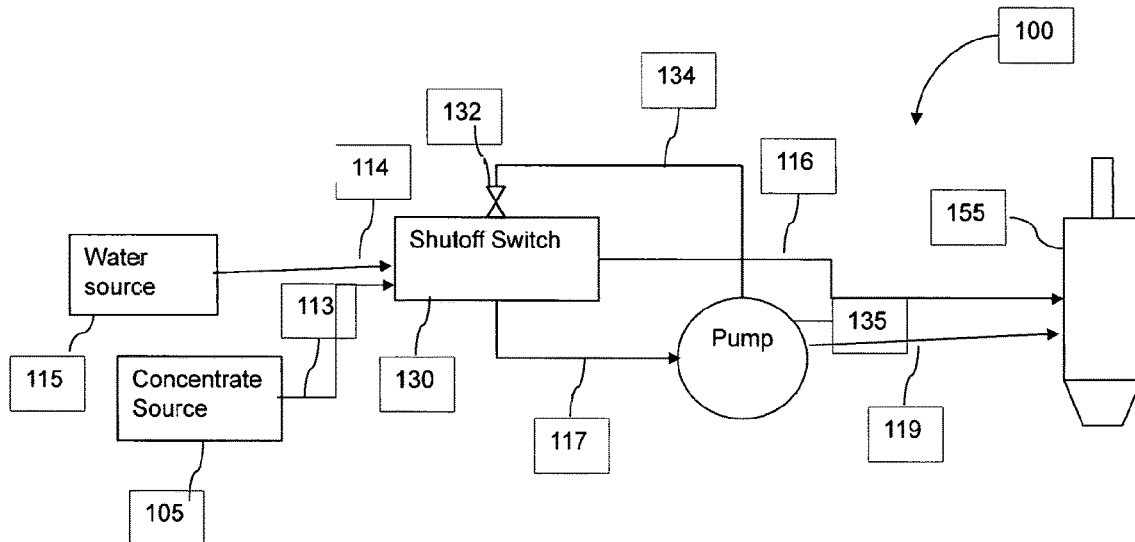 100
134
132
114
116
155
Shutoff Switch
Water
source
113
135
Pump
115
Concentrate
Source
130
117
119
105